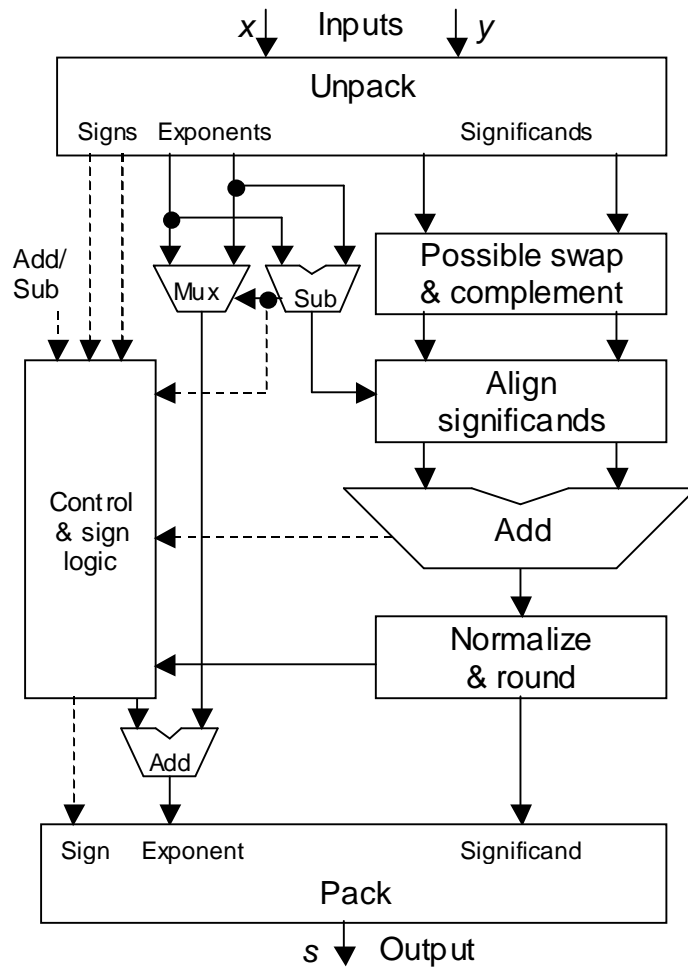 x Inputs y
Unpack
Signs Exponents Significands
Add/
Sub
Mux
Sub
Possible swap
& complement
Align
significands
Control
& sign
logic
Add
Normalize
& round
Add
Sign Exponent Significand
Pack
s Output